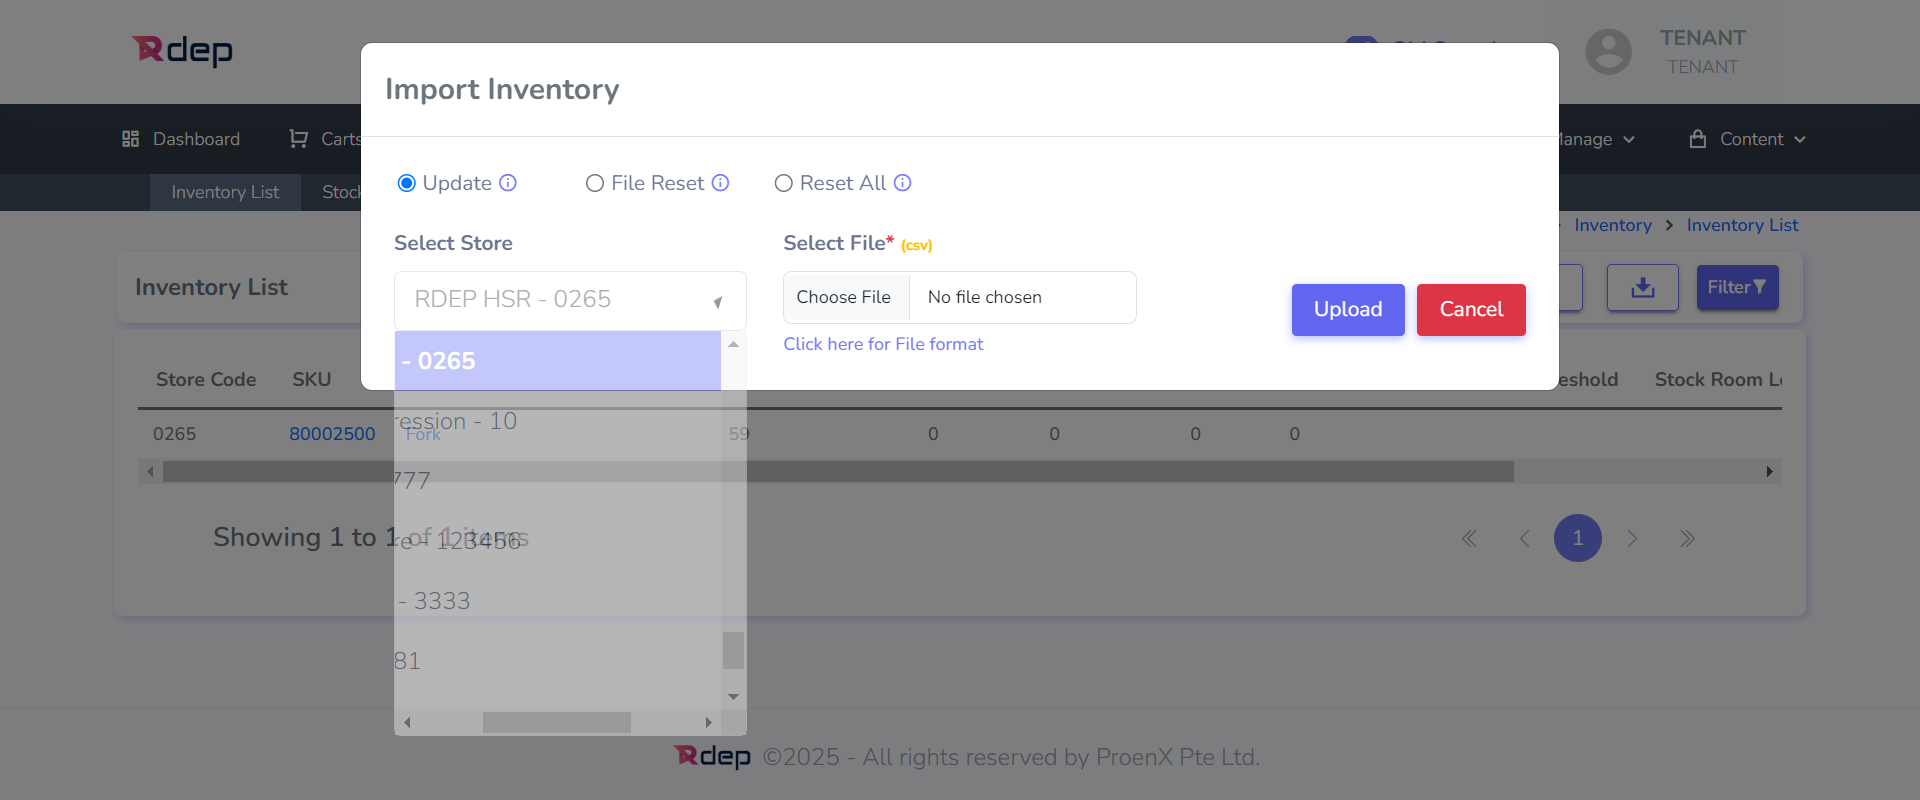 Rdep
TENANT
TENANT
Import Inventory
Dashboard
Carts
Manage
Content
Inventory List
Stock
Update
File Reset
Reset All
Inventory > Inventory List
Select Store
Select File* (csv)
Inventory List
RDEP HSR - 0265
Choose File
No file chosen
Upload
Cancel
Filter
Click here for File format
- 0265
Store Code
SKU
eshold
Stock Room Lo
ression - 10
0265
80002500
Fork
59
0
0
0
0
777
Showing 1 to 1 of 1 items
re - 123456
1
- 3333
81
Rdep
©2025 - All rights reserved by ProenX Pte Ltd.